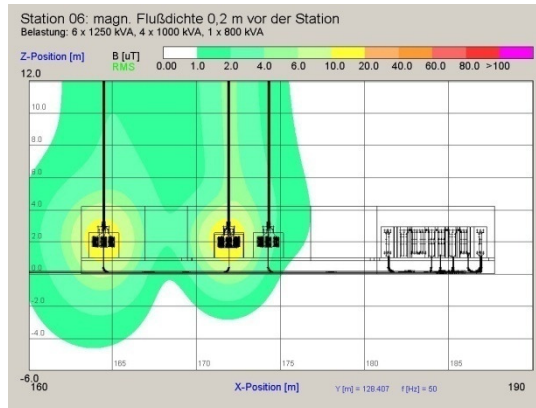 Station 06: magn. Flußdichte 0,2 m vor der Station
Belastung: 6 x 1250 kVA, 4 x 1000 kVA, 1 x 800 kVA
Z-Position [m] B [uT]
RMS 0.00 1.0 2.0 4.0 6.0 10.0 20.0 40.0 60.0 80.0 >100
12.0
10.0
8.0
6.0
4.0
2.0
0.0
-2.0
-4.0
165 170 175 180 185
-6.0
160 X-Position [m] Y [m] = 128.407 f [Hz] = 50 190